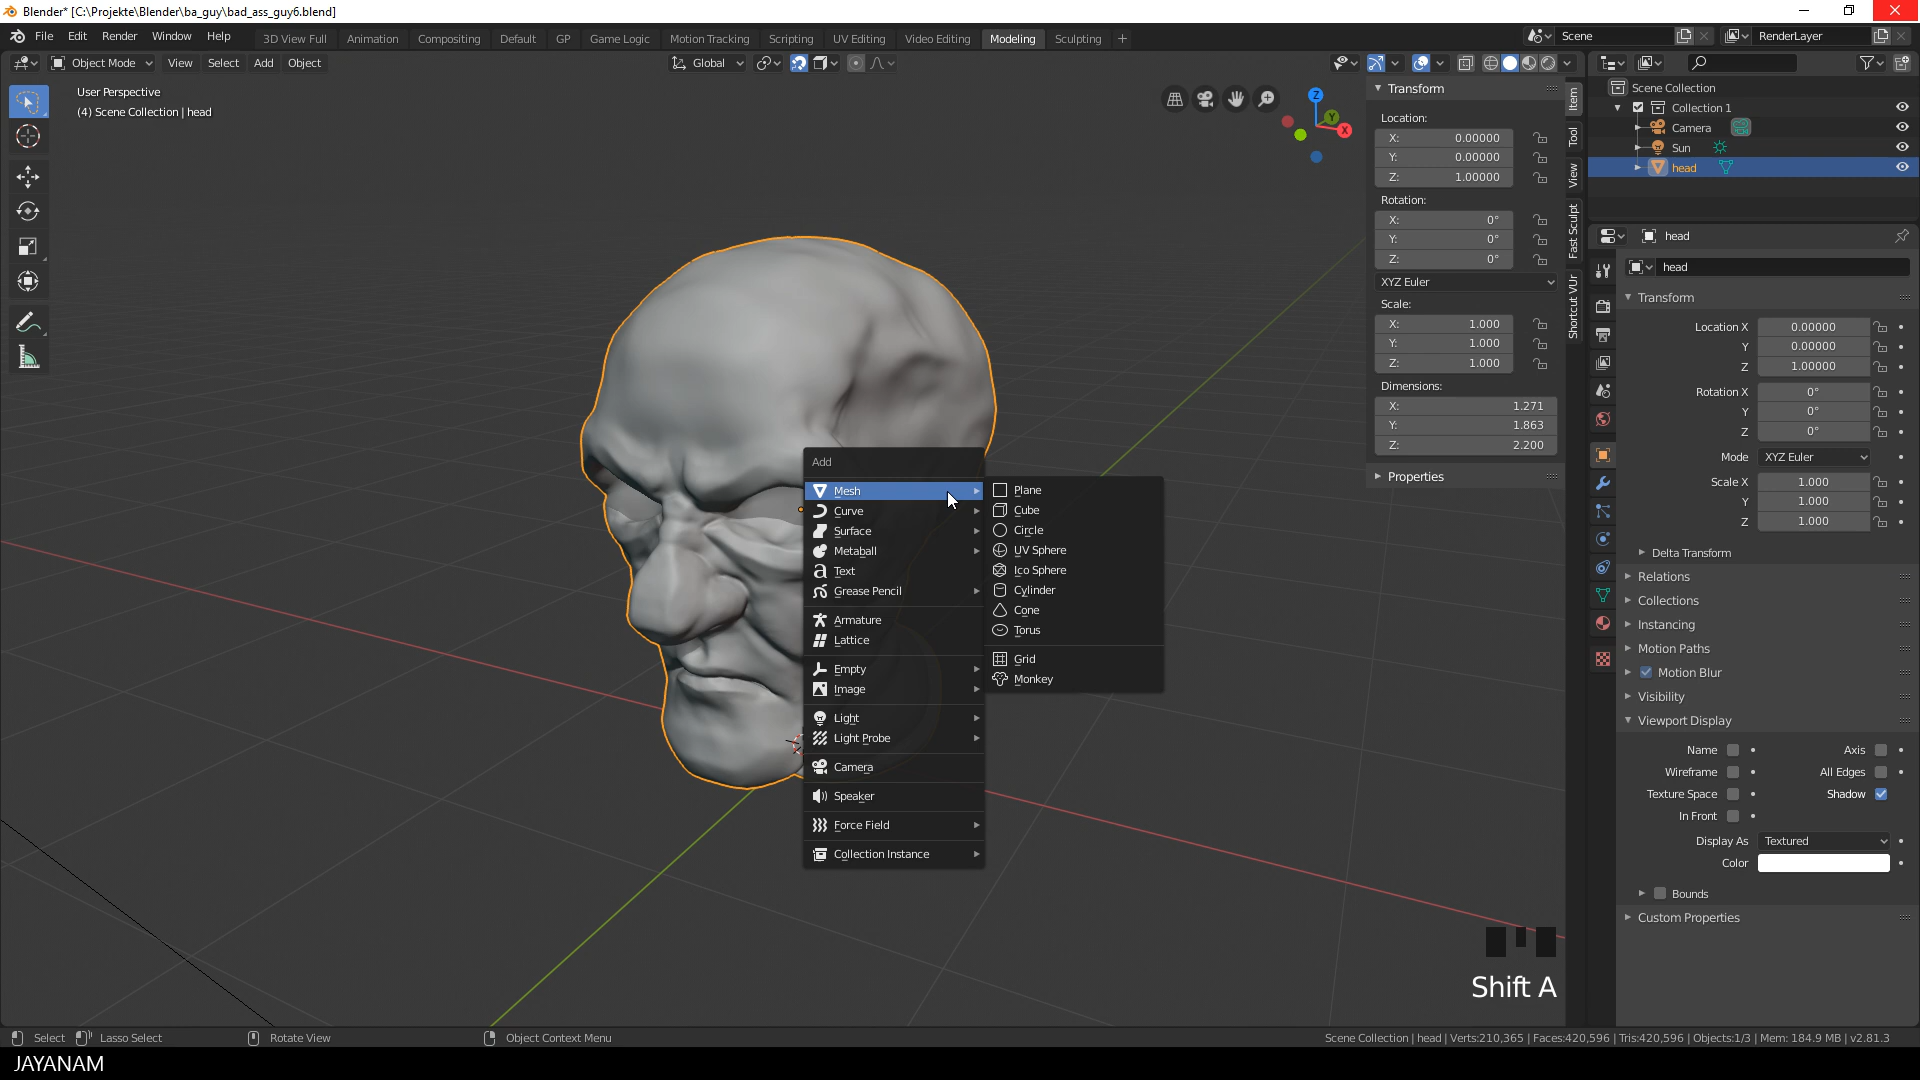 Blender* [C:\Projekte\Blender\ba_guy\bad_ass_guy6.blend]
File Edit Render Window Help 3D View Full Animation Compositing Default GP Game Logic Motion Tracking Scripting UV Editing Video Editing Modeling Sculpting + Scene RenderLayer
Object Mode View Select Add Object Global
User Perspective
(4) Scene Collection | head
Z
Y
X
Transform
Location:
X: 0.00000
Y: 0.00000
Z: 1.00000
Rotation:
X: 0°
Y: 0°
Z: 0°
XYZ Euler
Scale:
X: 1.000
Y: 1.000
Z: 1.000
Dimensions:
X: 1.271
Y: 1.863
Z: 2.200
Properties
Item
Tool
View
Fast Sculpt
Shortcut VUr
Scene Collection
Collection 1
Camera
Sun
head
head
head
Transform
Location X 0.00000
Y 0.00000
Z 1.00000
Rotation X 0°
Y 0°
Z 0°
Mode XYZ Euler
Scale X 1.000
Y 1.000
Z 1.000
Delta Transform
Relations
Collections
Instancing
Motion Paths
Motion Blur
Visibility
Viewport Display
Name Axis
Wireframe All Edges
Texture Space Shadow
In Front
Display As Textured
Color
Bounds
Custom Properties
Add
Mesh
Curve
Surface
Metaball
Text
Grease Pencil
Armature
Lattice
Empty
Image
Light
Light Probe
Camera
Speaker
Force Field
Collection Instance
Plane
Cube
Circle
UV Sphere
Ico Sphere
Cylinder
Cone
Torus
Grid
Monkey
Shift A
Select Lasso Select Rotate View Object Context Menu Scene Collection | head | Verts:210,365 | Faces:420,596 | Tris:420,596 | Objects:1/3 | Mem: 184.9 MB | v2.81.3
JAYANAM